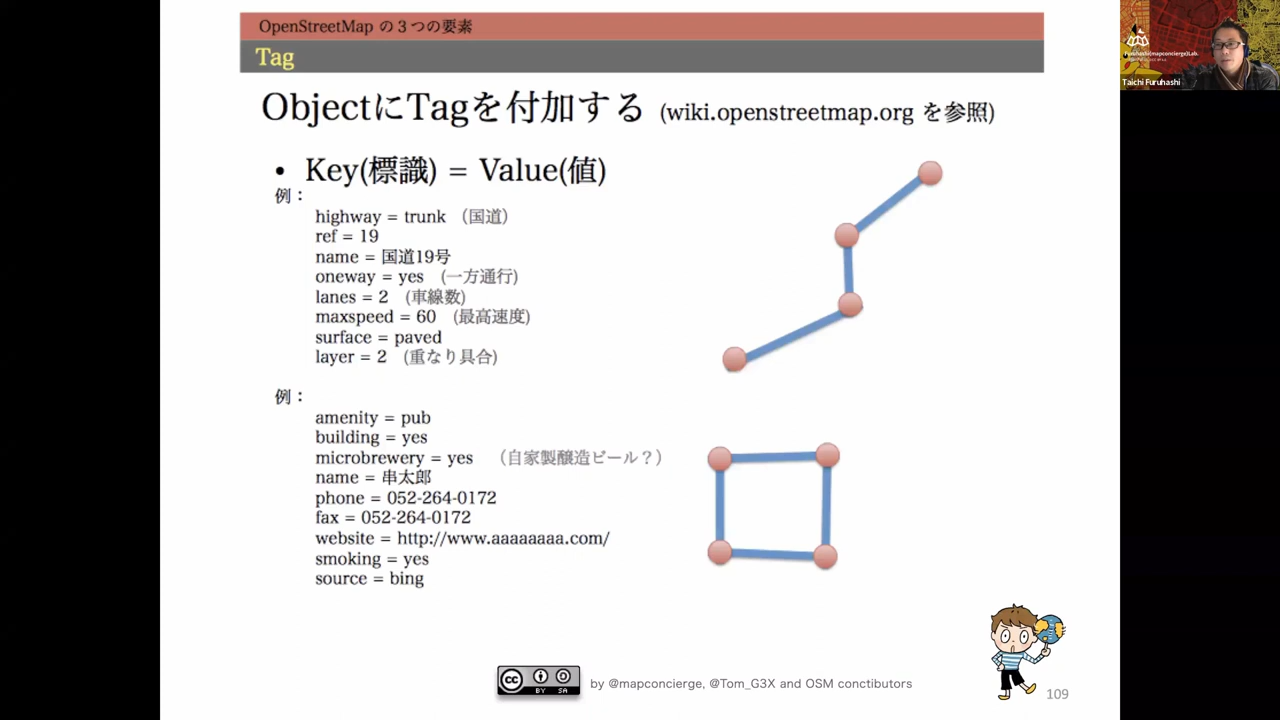 OpenStreetMap の３つの要素
Tag
ObjectにTagを付加する (wiki.openstreetmap.org を参照)
• Key(標識) = Value(値)
例：
highway = trunk （国道）
ref = 19
name = 国道19号
oneway = yes (一方通行)
lanes = 2 (車線数)
maxspeed = 60 (最高速度)
surface = paved
layer = 2 (重なり具合)
例：
amenity = pub
building = yes
microbrewery = yes （自家製醸造ビール？）
name = 串太郎
phone = 052-264-0172
fax = 052-264-0172
website = http://www.aaaaaaaa.com/
smoking = yes
source = bing
cc BY SA
by @mapconcierge, @Tom_G3X and OSM conctibutors
109
Furuhashi(mapconcierge)Lab.
Taichi Furuhashi